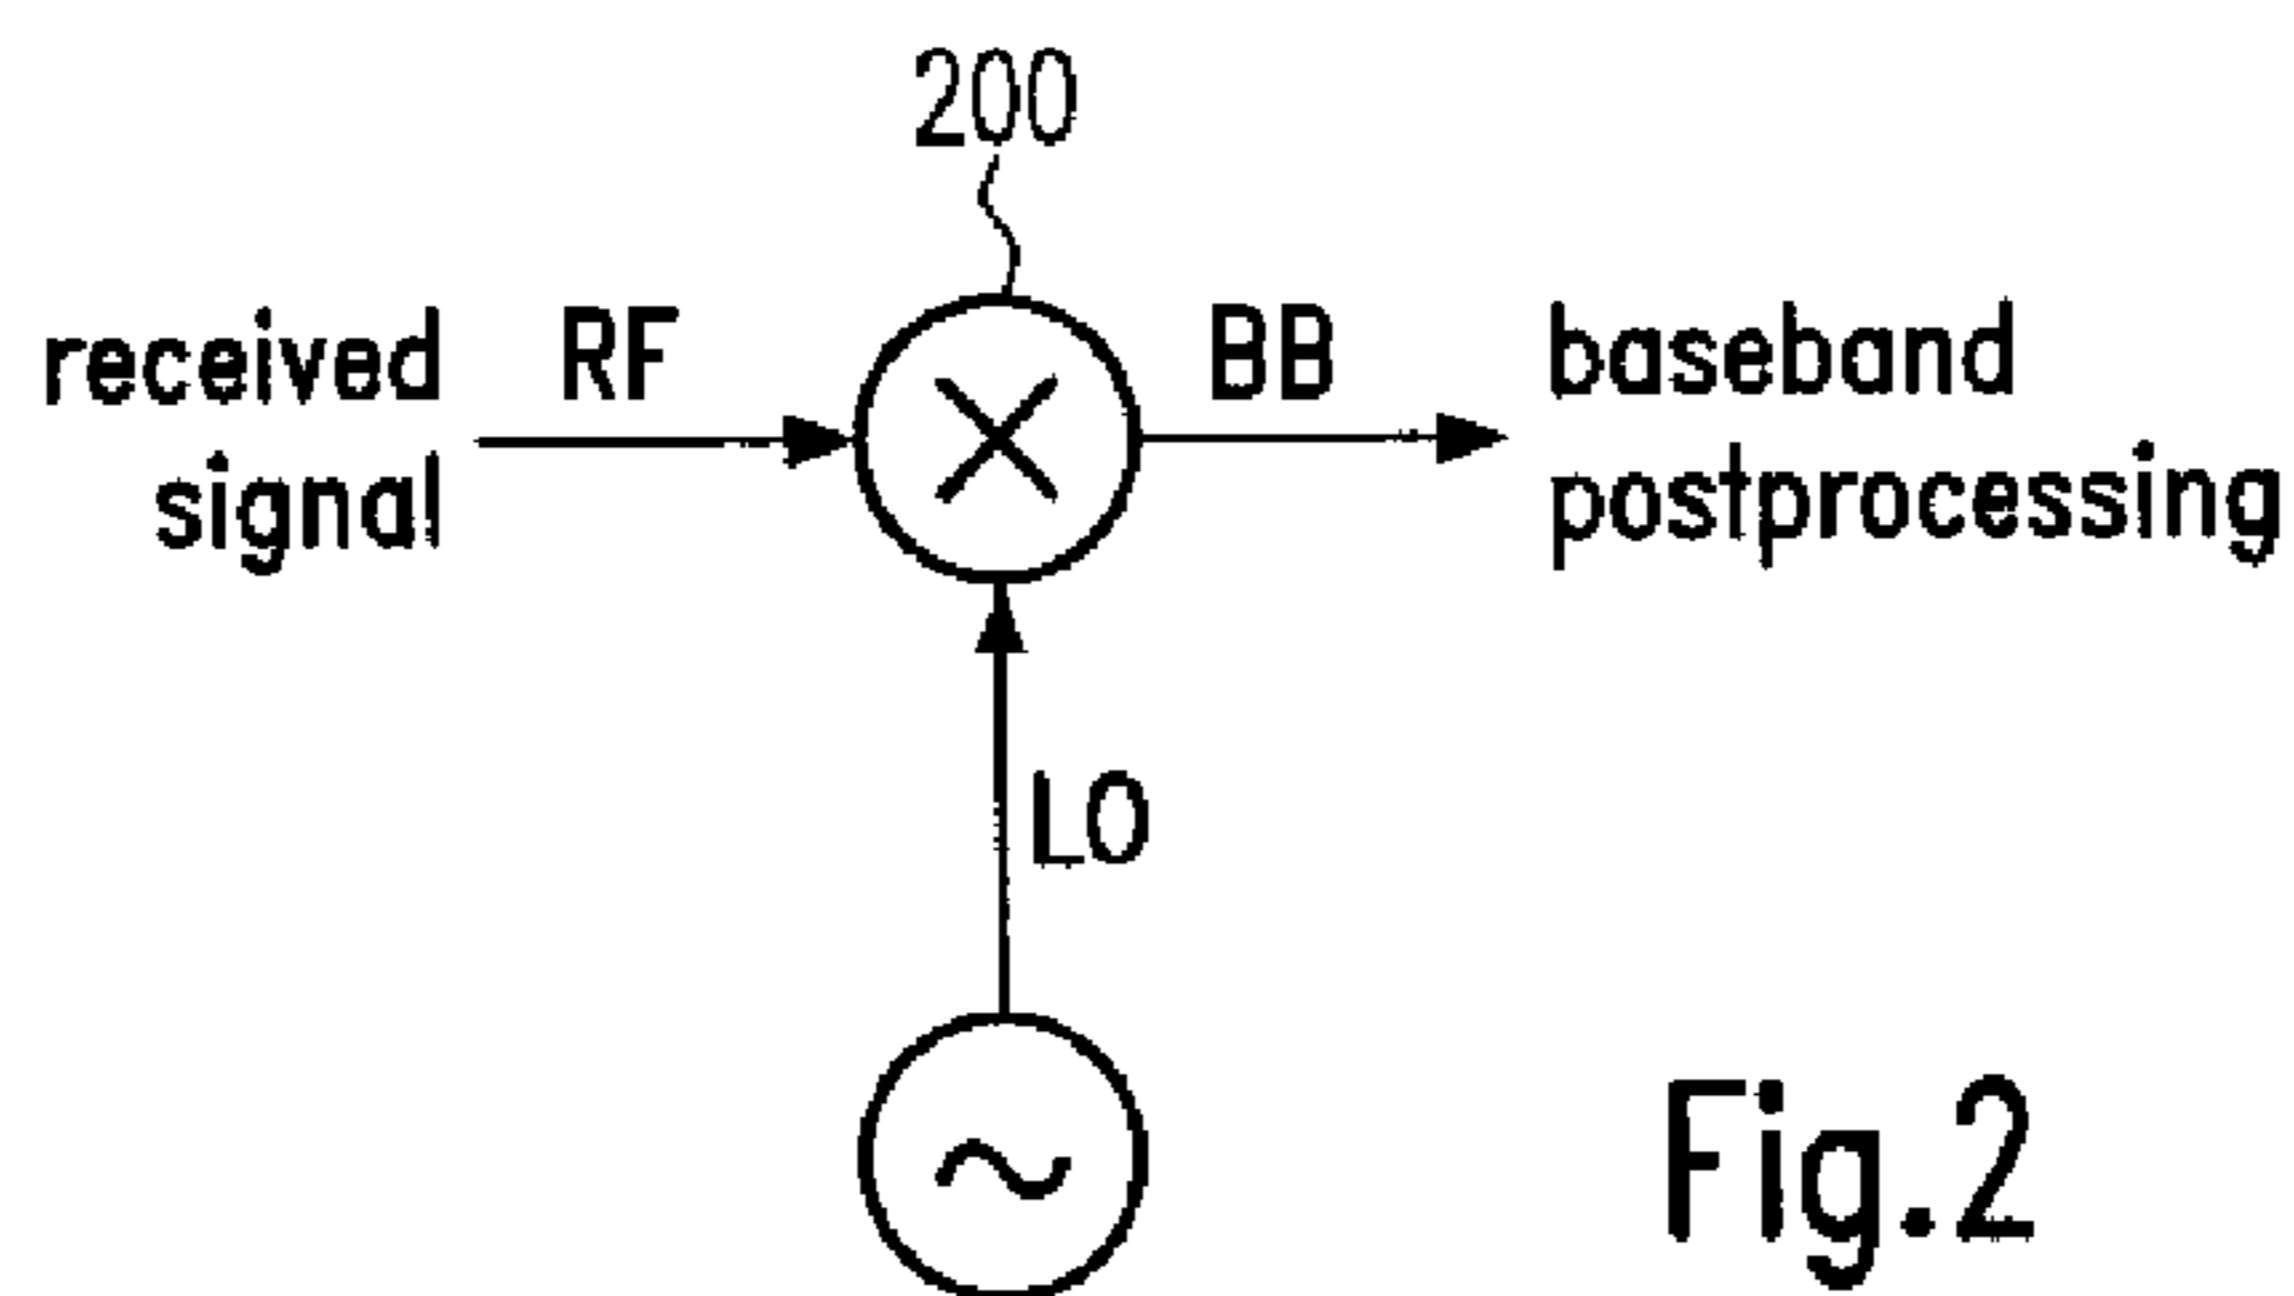 200
received
signal
RF
BB
baseband
postprocessing
LO
Fig.2